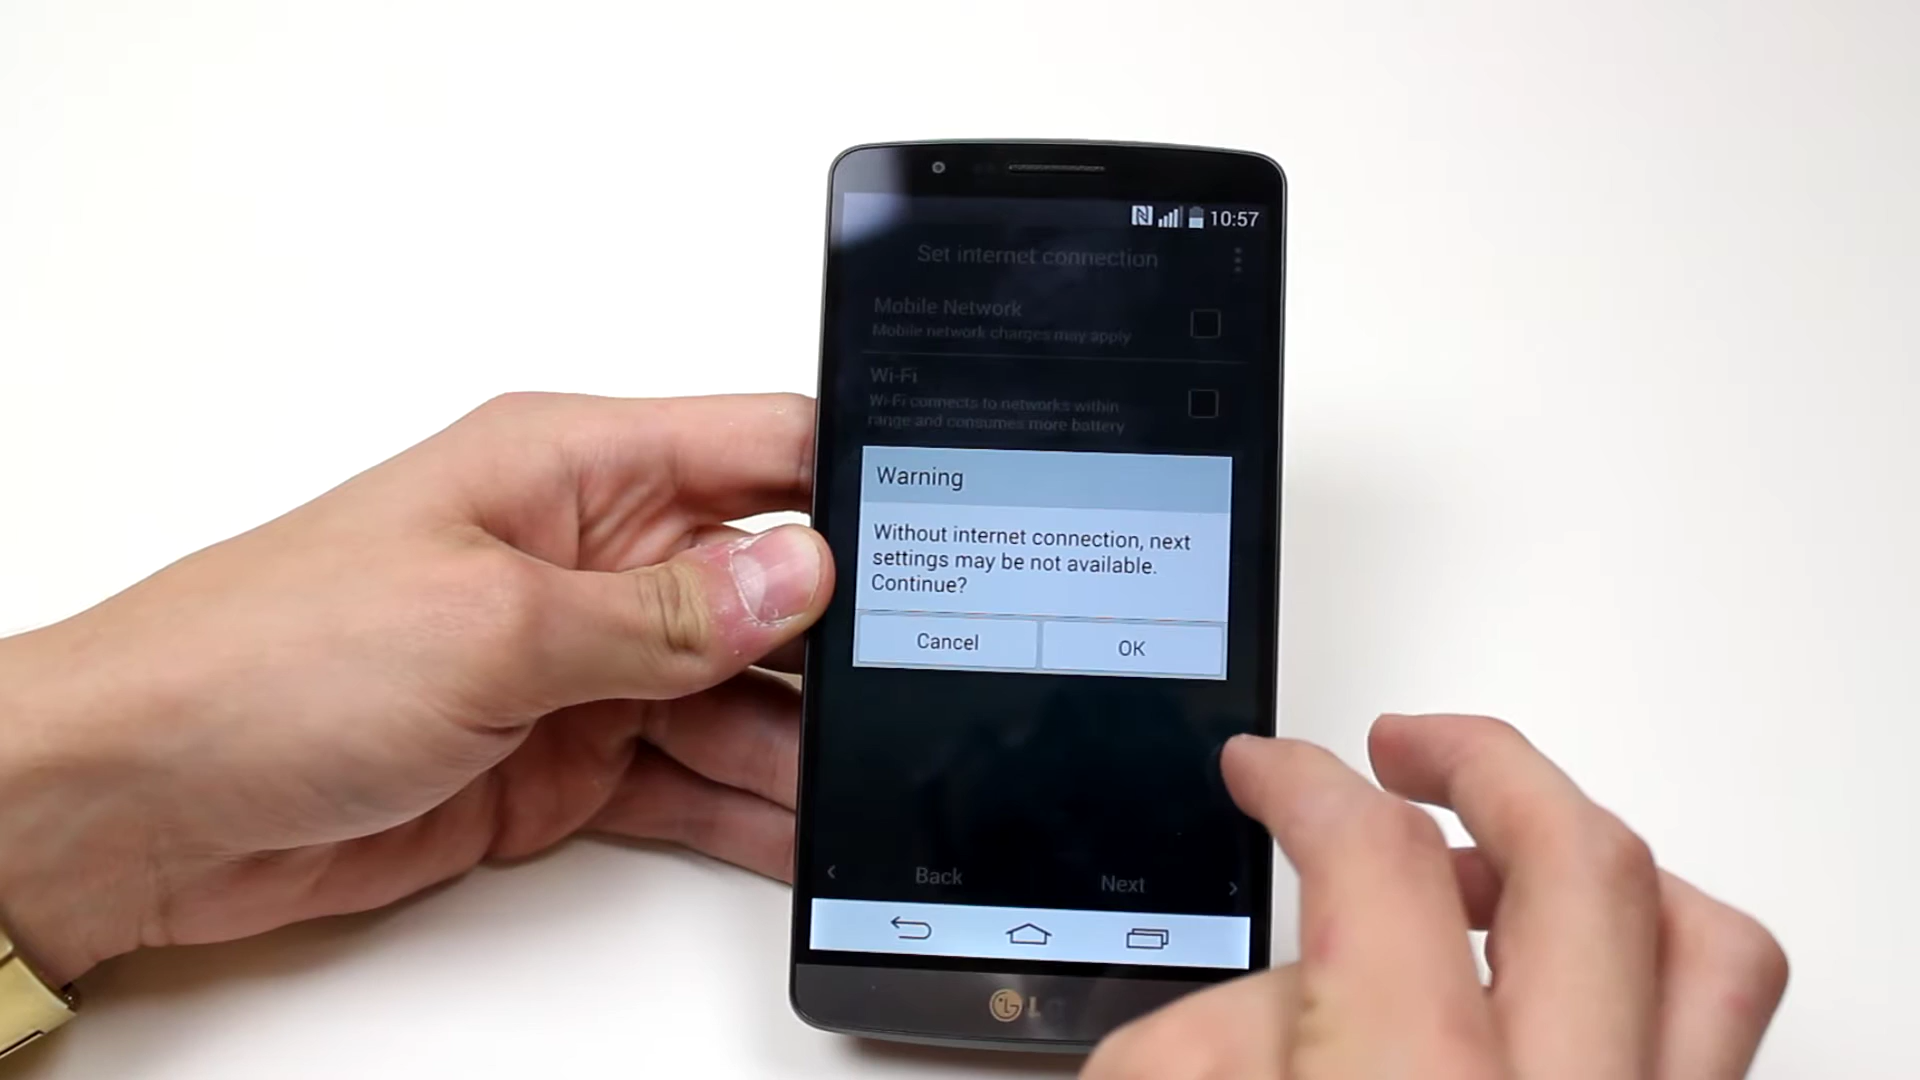 10:57
Set internet connection
Mobile Network
Mobile network charges may apply
Wi-Fi
Wi-Fi connects to networks within
range and consumes more battery
Warning
Without internet connection, next
settings may be not available.
Continue?
Cancel
OK
Back
Next
LG